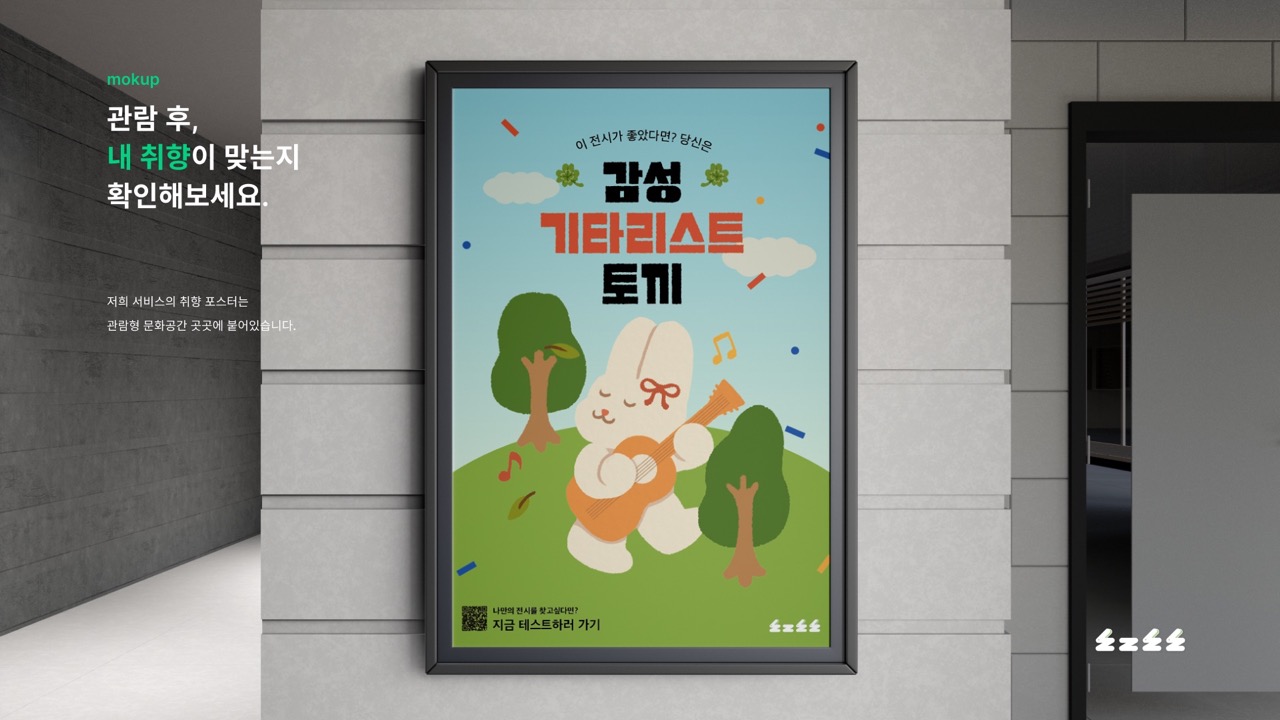 mokup
관람 후,
내 취향이 맞는지
확인해보세요.
저희 서비스의 취향 포스터는
관람형 문화공간 곳곳에 붙어있습니다.
이 전시가 좋았다면? 당신은
감성
기타리스트
토끼
나만의 전시를 찾고싶다면?
지금 테스트하러 가기